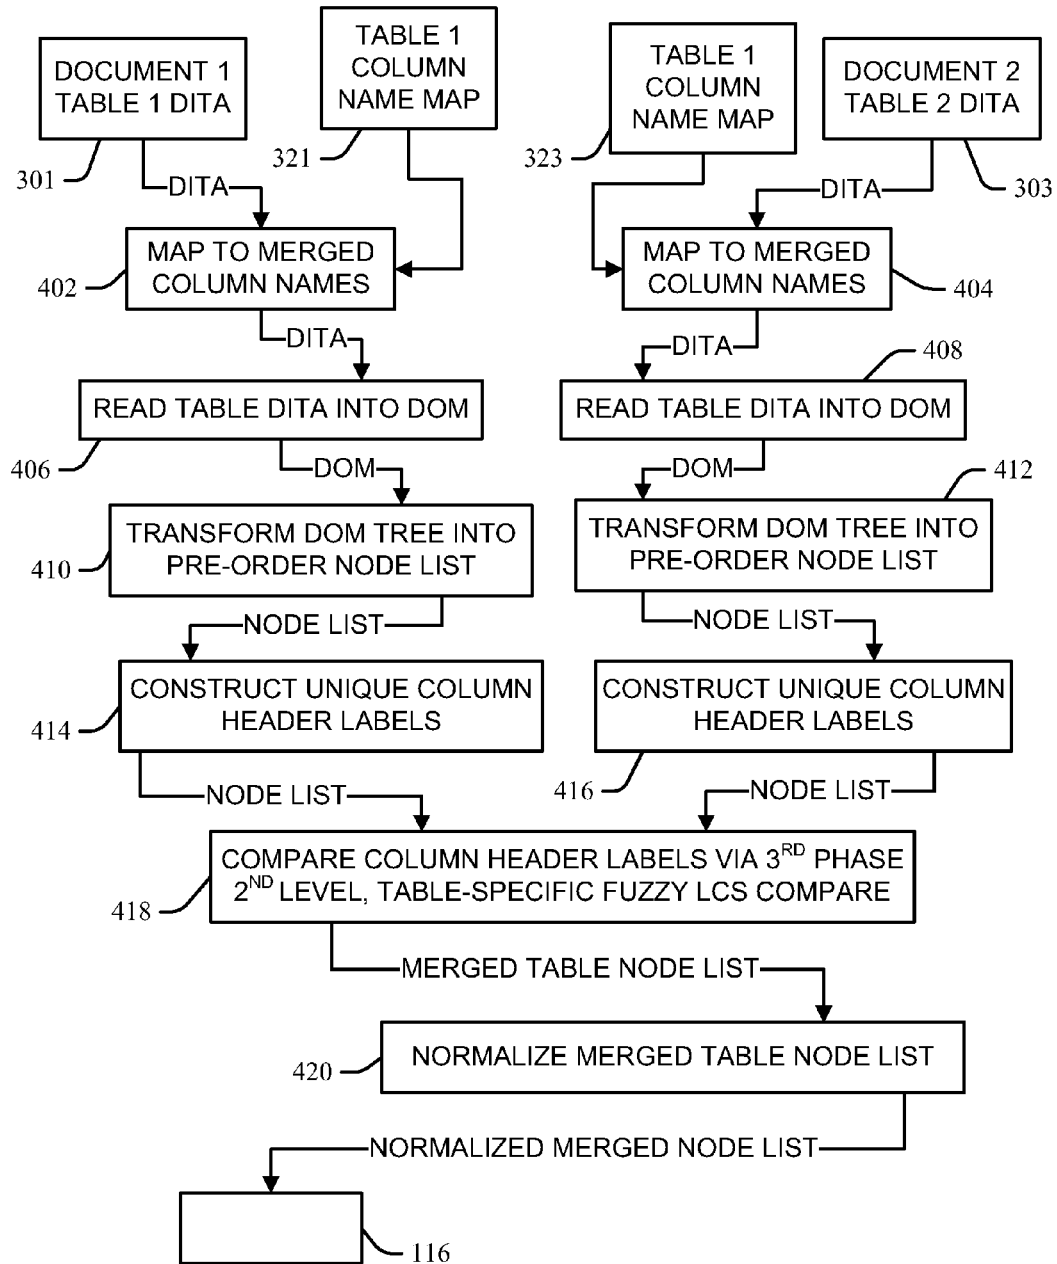 DOCUMENT 1
TABLE 1 DITA
TABLE 1
COLUMN
NAME MAP
TABLE 1
COLUMN
NAME MAP
DOCUMENT 2
TABLE 2 DITA
301
321
323
303
DITA
DITA
MAP TO MERGED
COLUMN NAMES
MAP TO MERGED
COLUMN NAMES
402
404
DITA
DITA
408
READ TABLE DITA INTO DOM
READ TABLE DITA INTO DOM
406
DOM
DOM
412
TRANSFORM DOM TREE INTO
PRE-ORDER NODE LIST
TRANSFORM DOM TREE INTO
PRE-ORDER NODE LIST
410
NODE LIST
NODE LIST
CONSTRUCT UNIQUE COLUMN
HEADER LABELS
CONSTRUCT UNIQUE COLUMN
HEADER LABELS
414
416
NODE LIST
NODE LIST
COMPARE COLUMN HEADER LABELS VIA 3RD PHASE
2ND LEVEL, TABLE-SPECIFIC FUZZY LCS COMPARE
418
MERGED TABLE NODE LIST
NORMALIZE MERGED TABLE NODE LIST
420
NORMALIZED MERGED NODE LIST
116